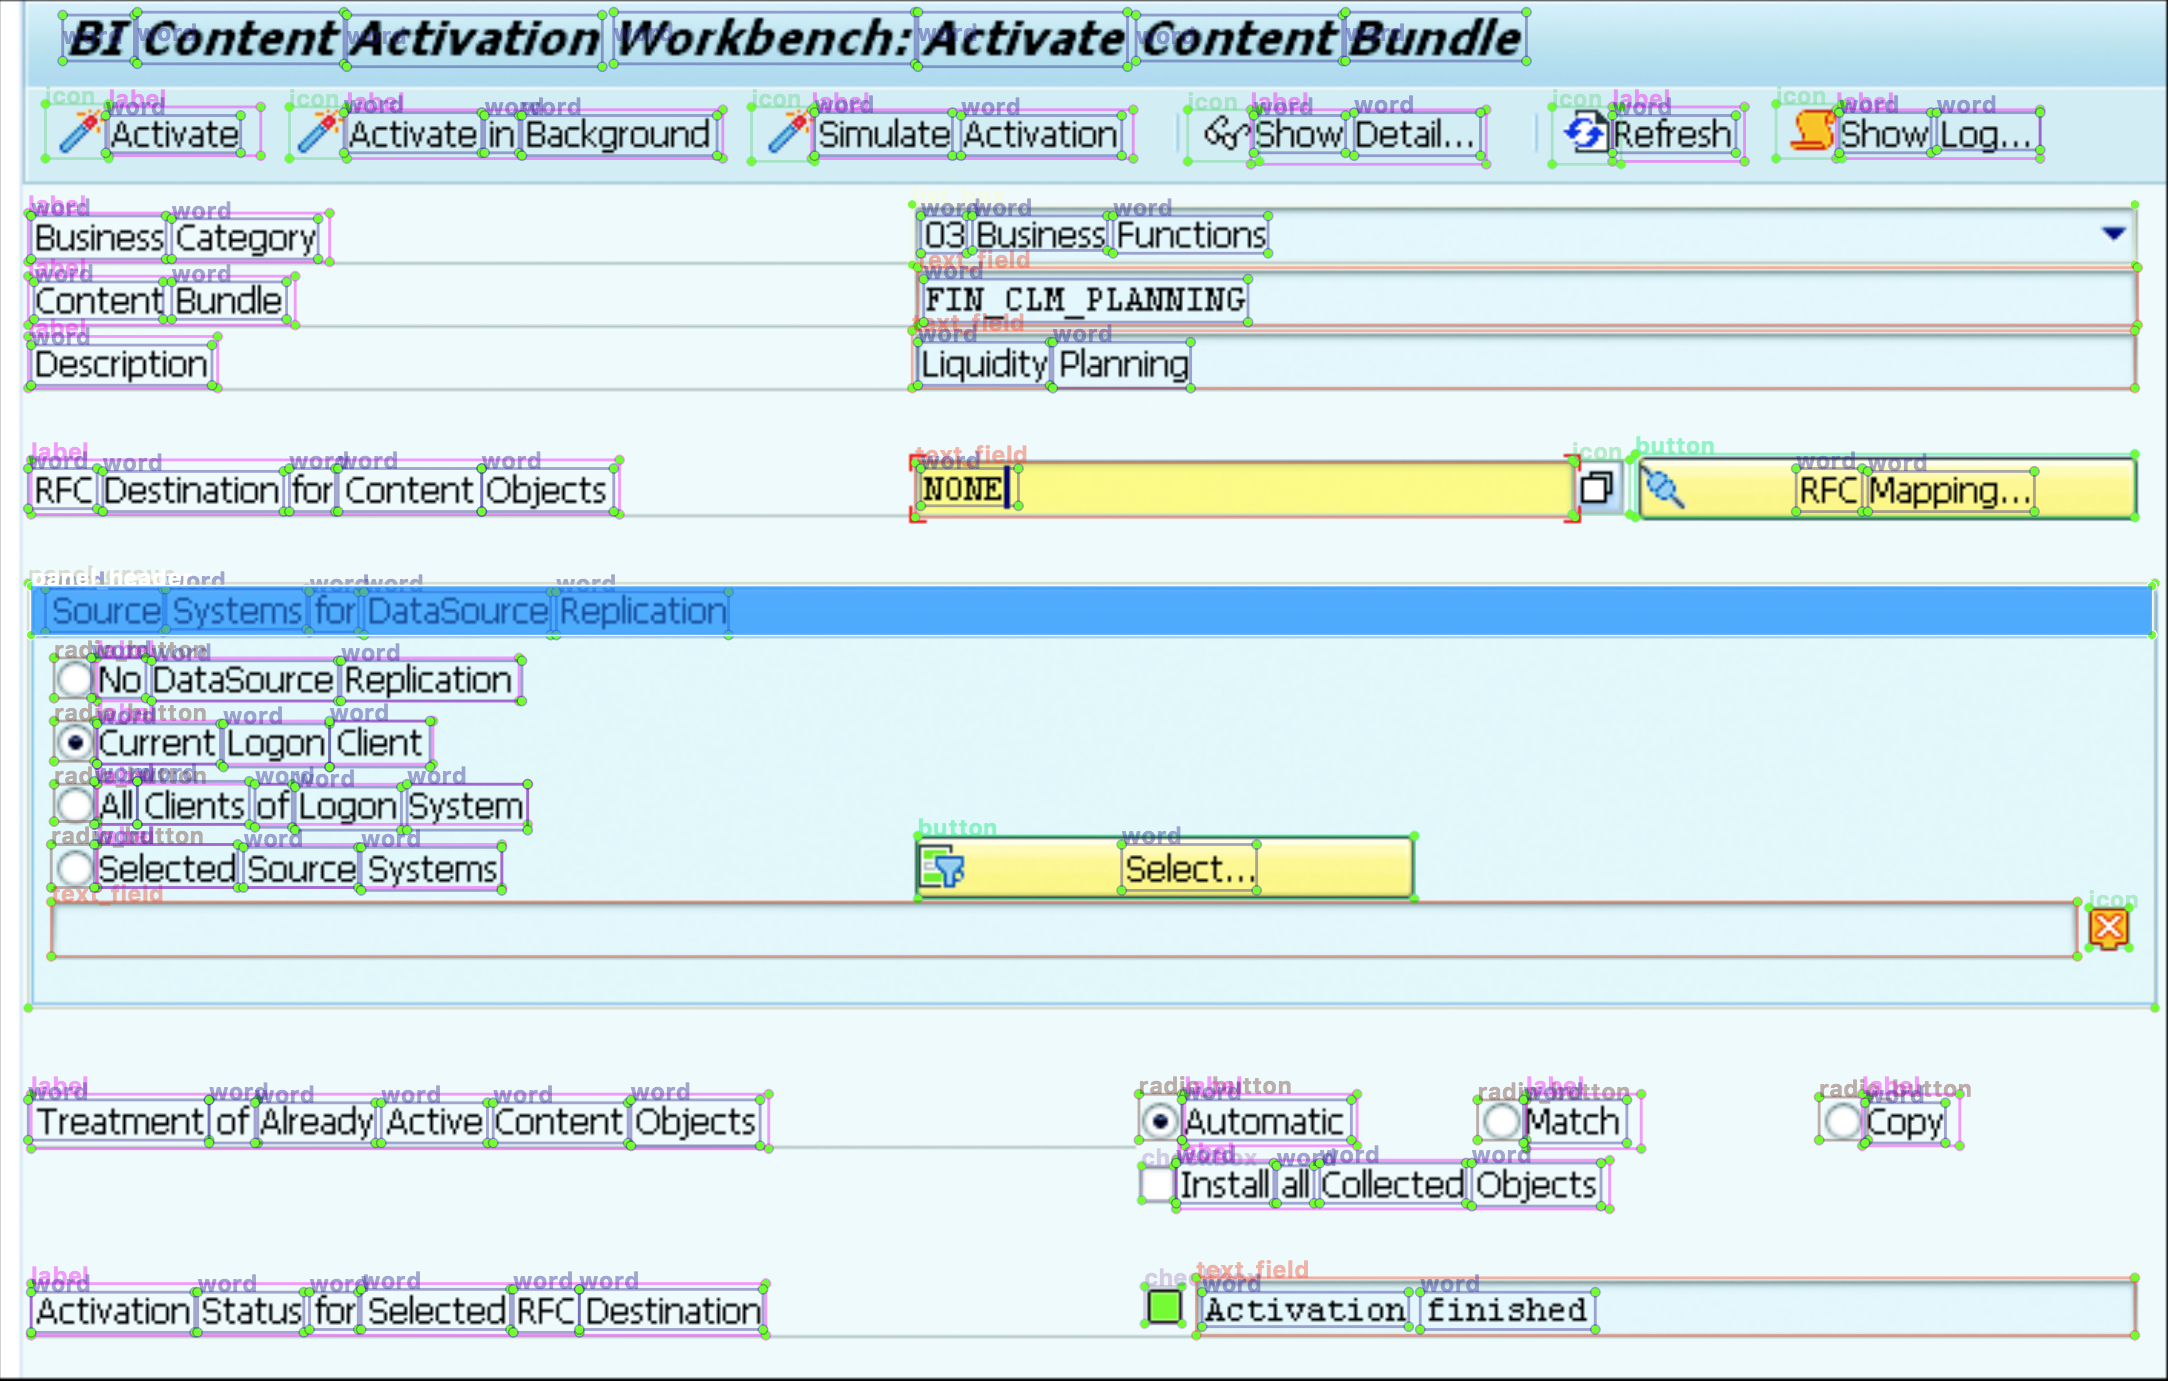 BI Content Activation Workbench: Activate Content Bundle
Activate Activate in Background Simulate Activation Show Detail... Refresh Show Log...
Business Category 03 Business Functions
Content Bundle FIN_CLM_PLANNING
Description Liquidity Planning
RFC Destination for Content Objects NONE RFC Mapping...
Source Systems for DataSource Replication
No DataSource Replication
Current Logon Client
All Clients of Logon System
Selected Source Systems Select...
Treatment of Already Active Content Objects Automatic Match Copy
Install all Collected Objects
Activation Status for Selected RFC Destination Activation finished